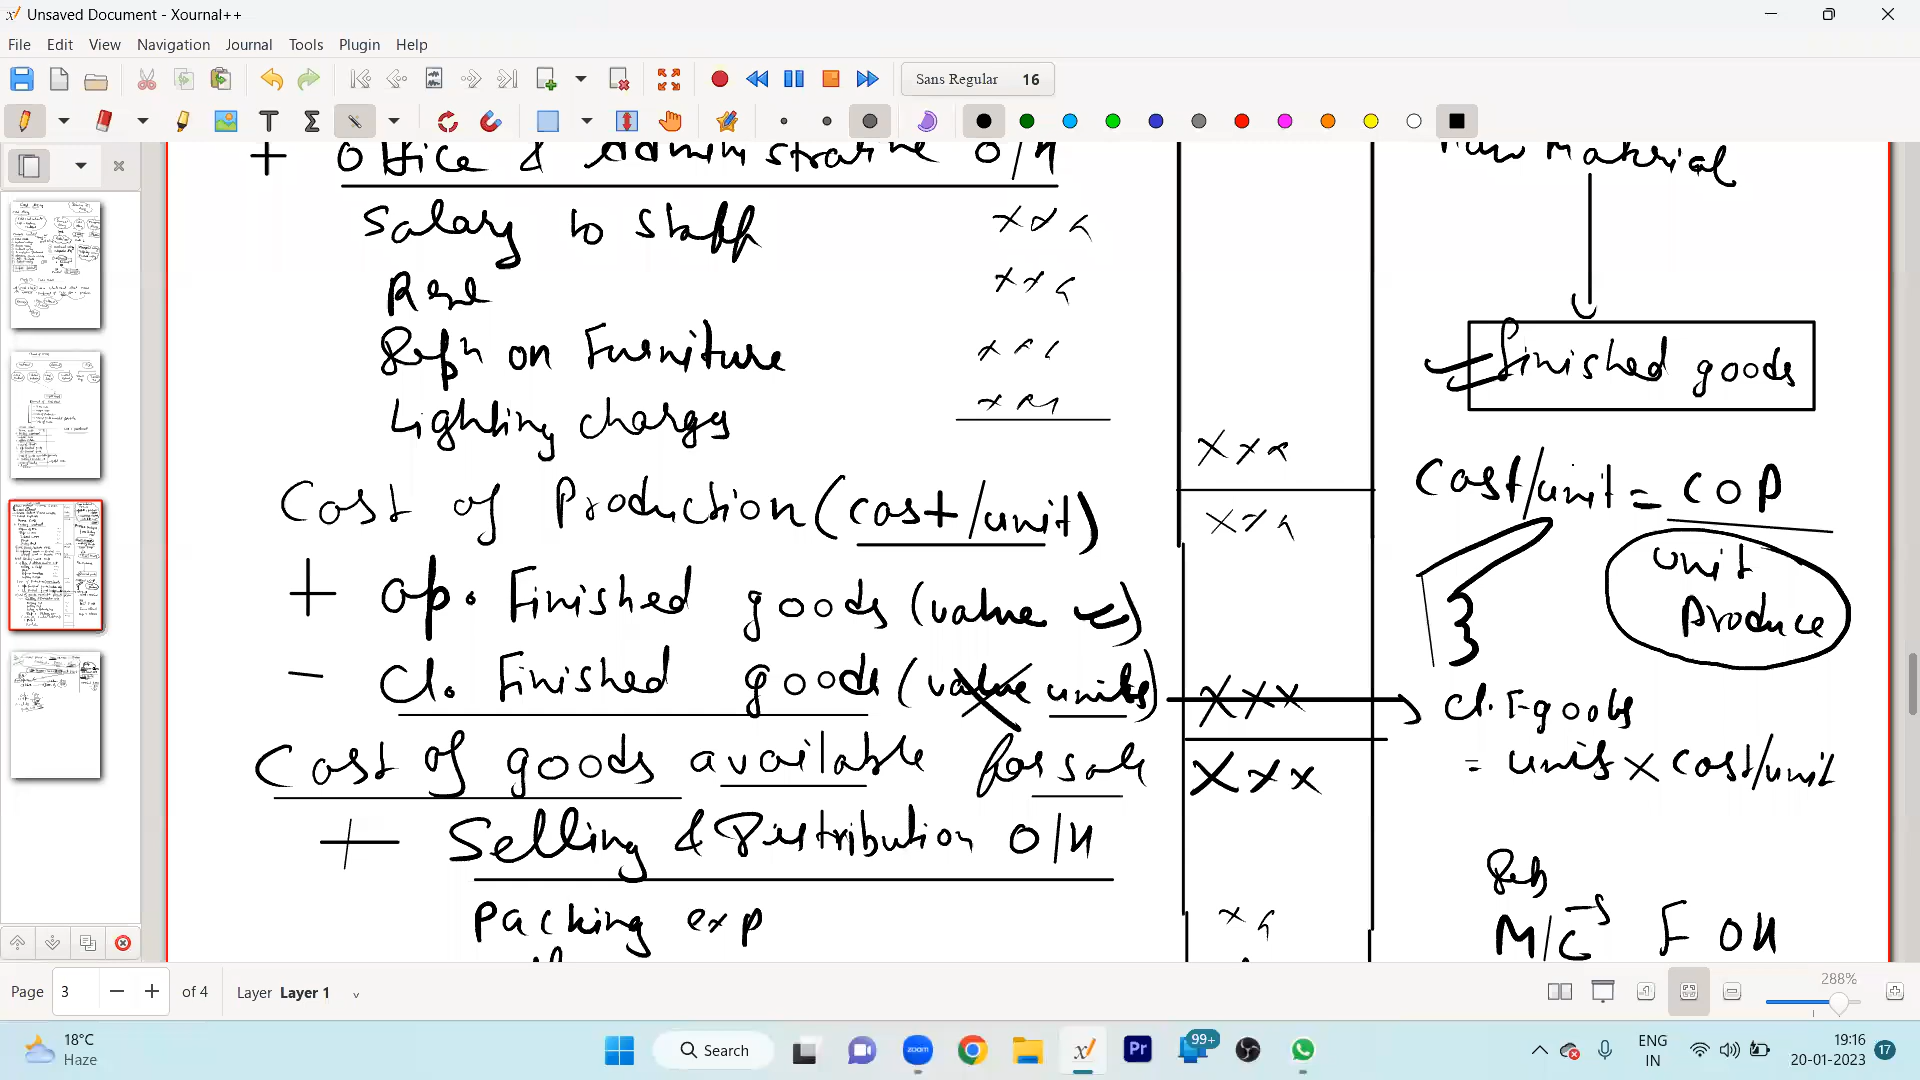 Unsaved Document - Xournal++
File Edit View Navigation Journal Tools Plugin Help
Sans Regular 16
+ Office & Administrative O/H
Salary to staff xxx
Rent xxx
Depn on Furniture xxx
Lighting charges xxx
xxx
Cost of Production (cost/unit) xxx
+ op. Finished goods (value)
- Cl. Finished goods (value units) xxx
Cost of goods available for sale xxx
+ Selling & Distribution O/H
Packing exp xx
Raw Material
Finished goods
Cost/unit = COP
unit
Produce
Cl. F. goods
= units x cost/unit
M/C F OH
Page 3 of 4 Layer Layer 1
288%
18°C
Haze
Search
zoom
Pr
99+
ENG
IN
19:16
20-01-2023
17